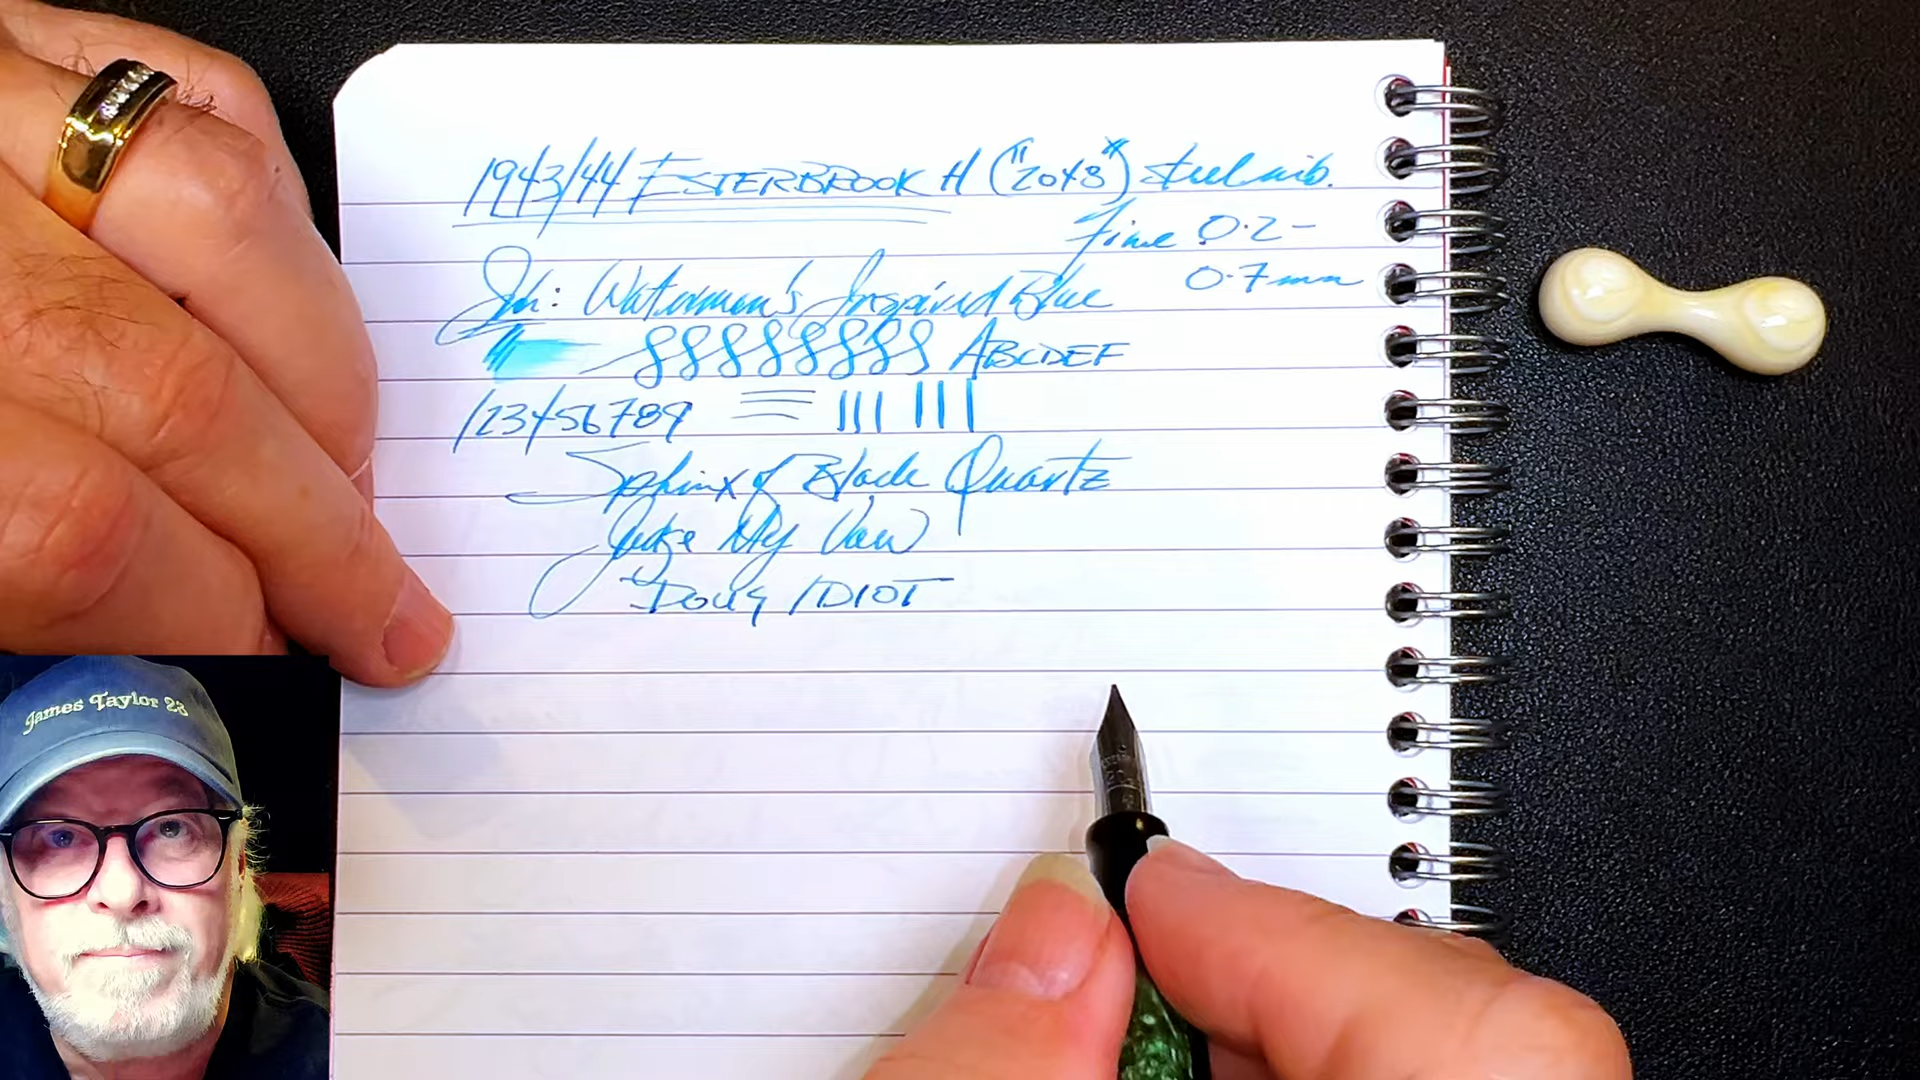 1943/44 ESTERBROOK H ("2048") steel nib.
Fine 0.2-
0.7mm
Ink: Waterman's Inspired Blue
ABCDEF
123456789
Sphinx of Black Quartz
Judge My Vow
Doug IDIOT
James Taylor 23